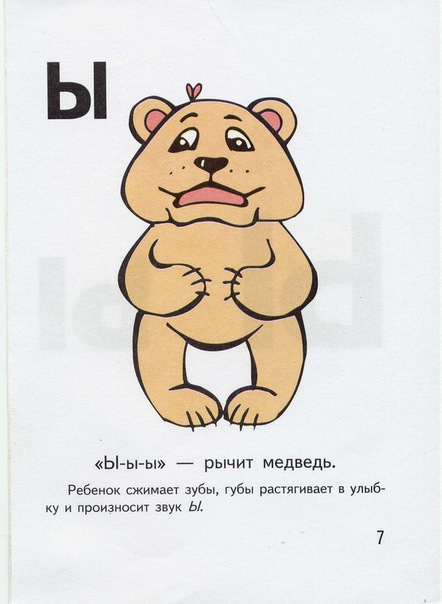 Ы
«Ы-ы-ы» — рычит медведь.
Ребенок сжимает зубы, губы растягивает в улыб-
ку и произносит звук Ы.
7